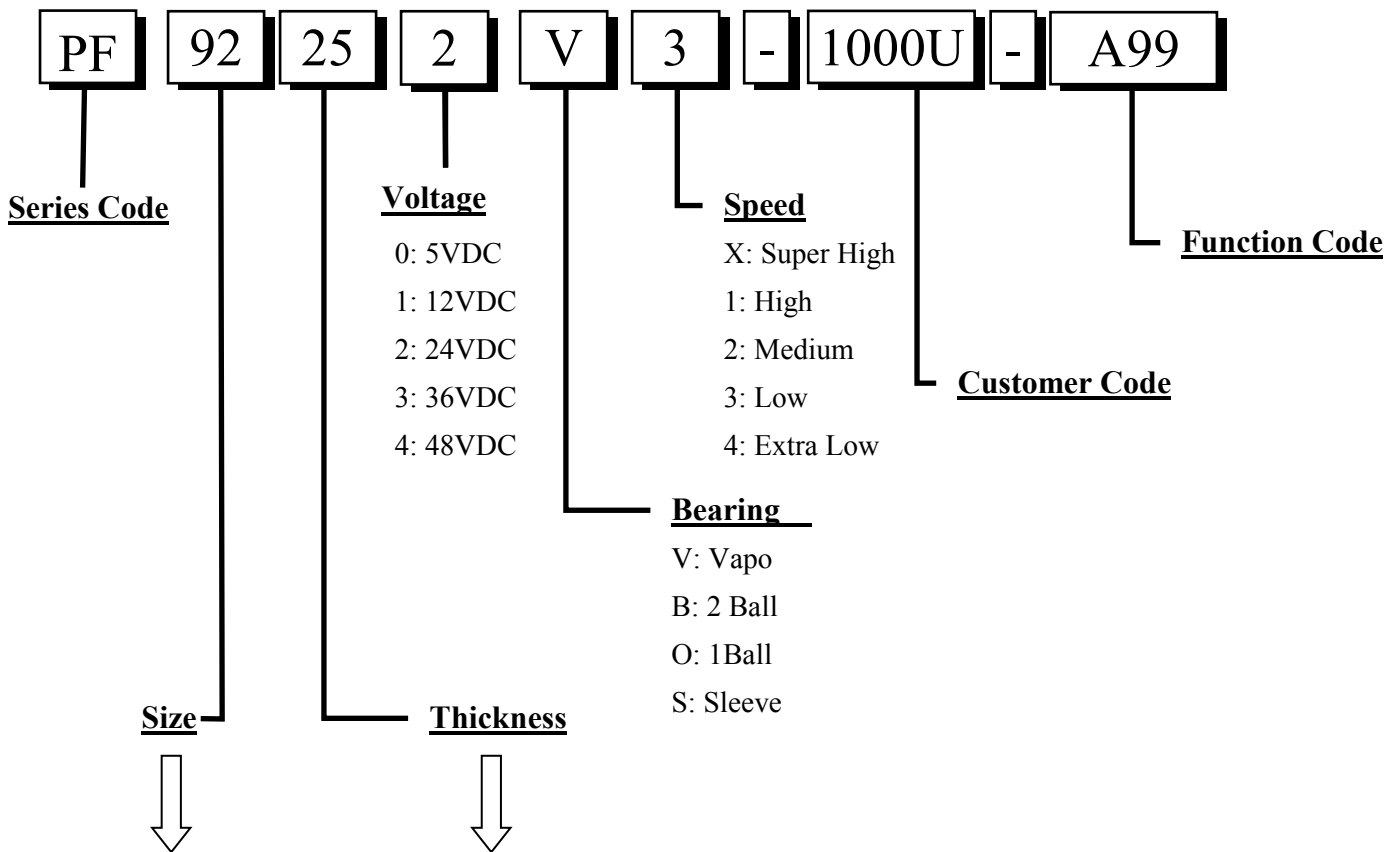 PF 92 25 2 V 3 - 1000U - A99
Series Code
Voltage
0: 5VDC
1: 12VDC
2: 24VDC
3: 36VDC
4: 48VDC
Speed
X: Super High
1: High
2: Medium
3: Low
4: Extra Low
Function Code
Customer Code
Bearing
V: Vapo
B: 2 Ball
O: 1Ball
S: Sleeve
Size
Thickness